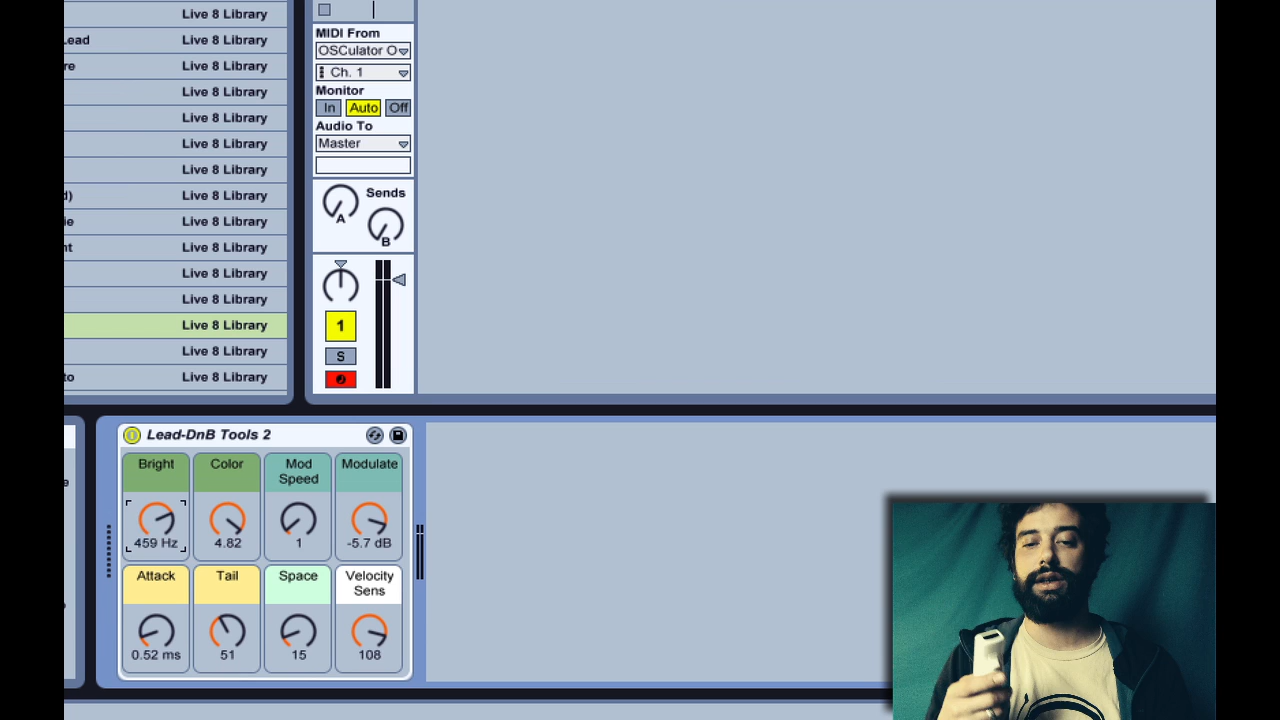 Live 8 Library
Lead Live 8 Library
re Live 8 Library
Live 8 Library
Live 8 Library
Live 8 Library
Live 8 Library
d) Live 8 Library
ie Live 8 Library
nt Live 8 Library
Live 8 Library
Live 8 Library
Live 8 Library
Live 8 Library
to Live 8 Library
MIDI From
OSCulator O
Ch. 1
Monitor
In Auto Off
Audio To
Master
Sends
A
B
1
S
Lead-DnB Tools 2
Bright Color Mod Speed Modulate
459 Hz 4.82 1 -5.7 dB
Attack Tail Space Velocity Sens
0.52 ms 51 15 108